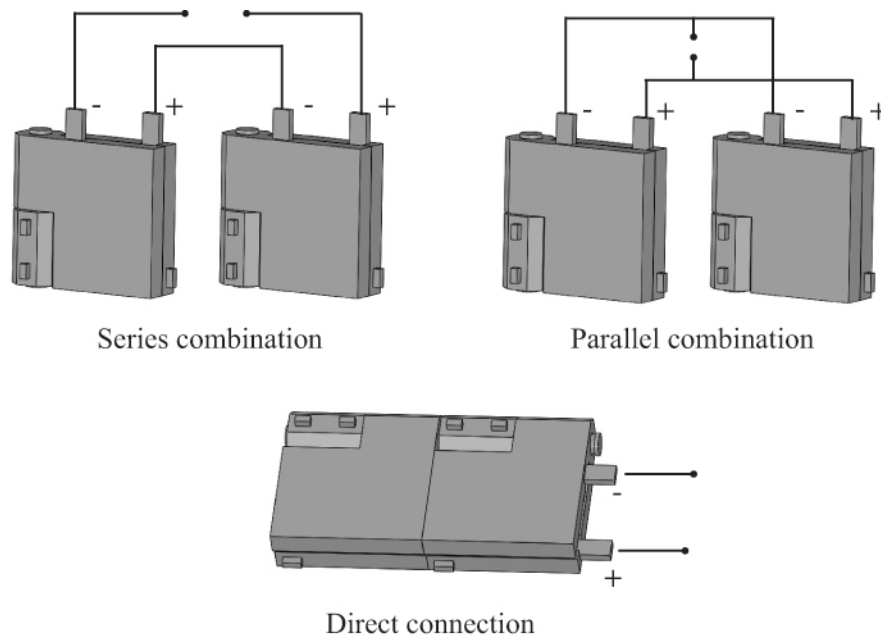 - + - +
- + - +
Series combination
Parallel combination
-
+
Direct connection